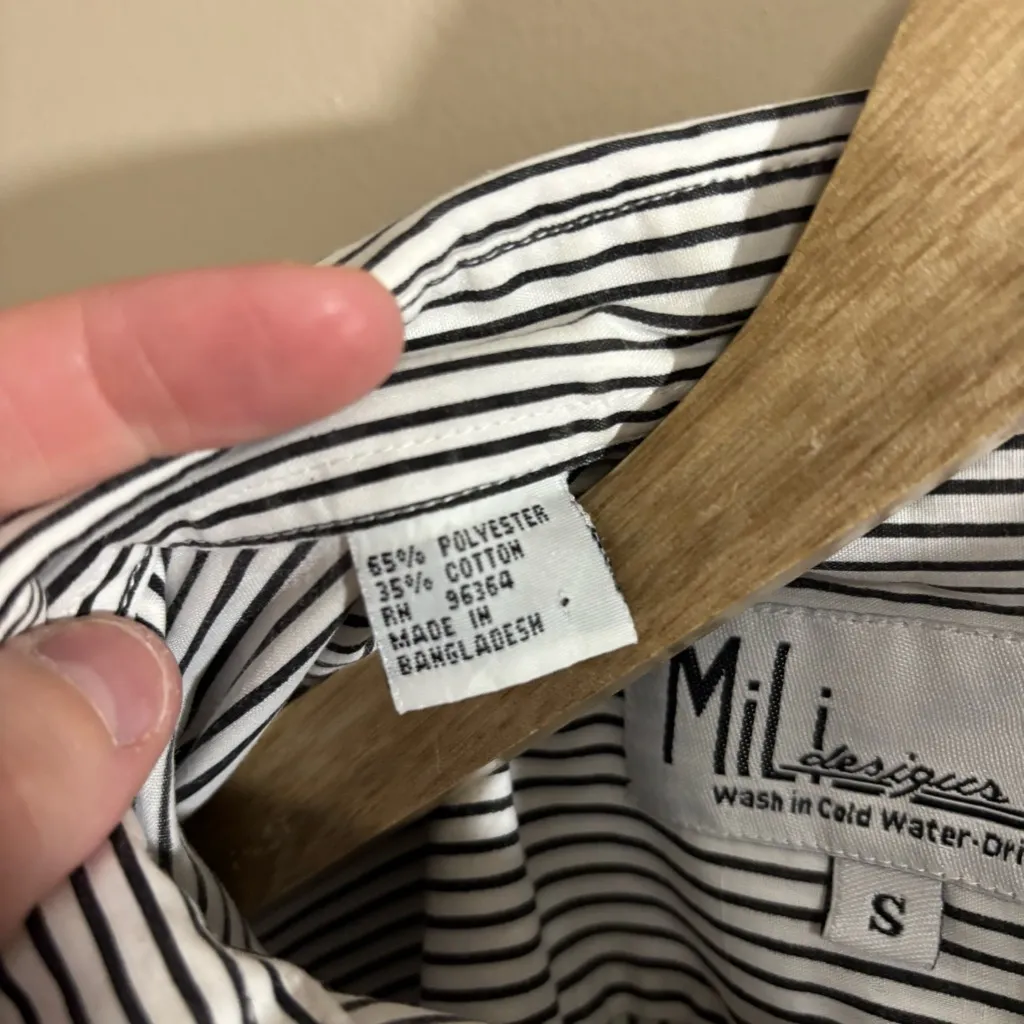 65% POLYESTER
35% COTTON
RN 96364
MADE IN
BANGLADESH
MiLi
designs
Wash in Cold Water-Dri
S